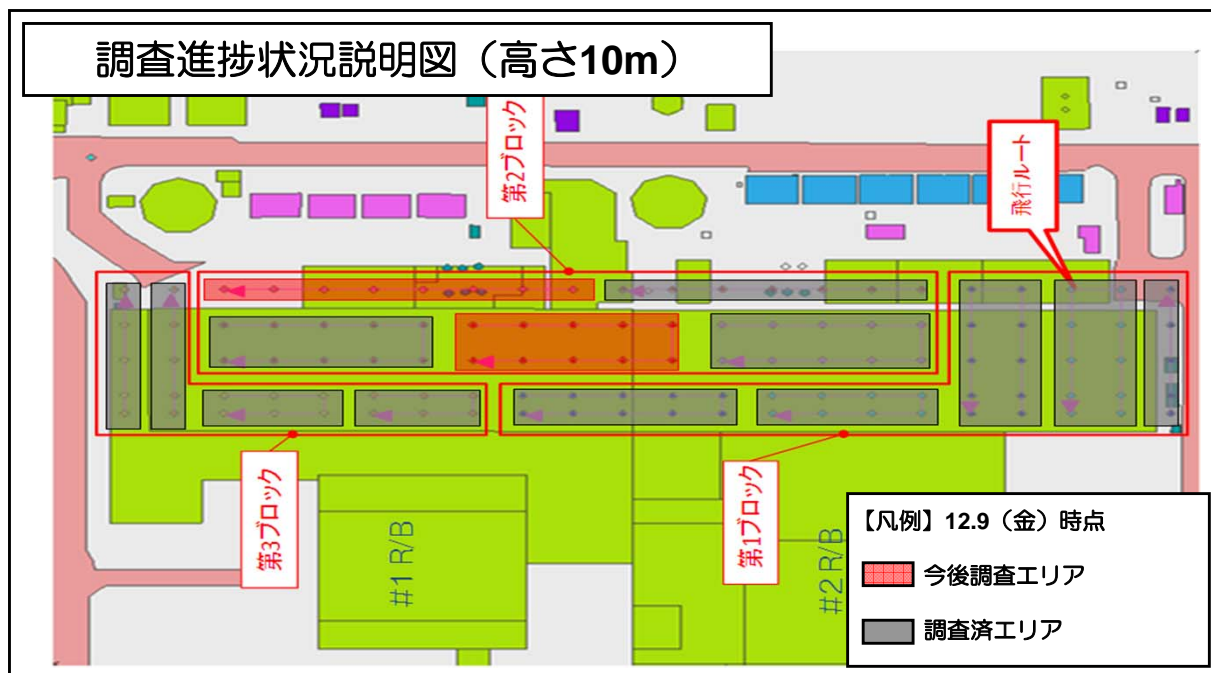 調査進捗状況説明図（高さ10m）
第2ブロック
飛行ルート
第3ブロック
第1ブロック
#1 R/B
#2 R/B
【凡例】12.9（金）時点
今後調査エリア
調査済エリア